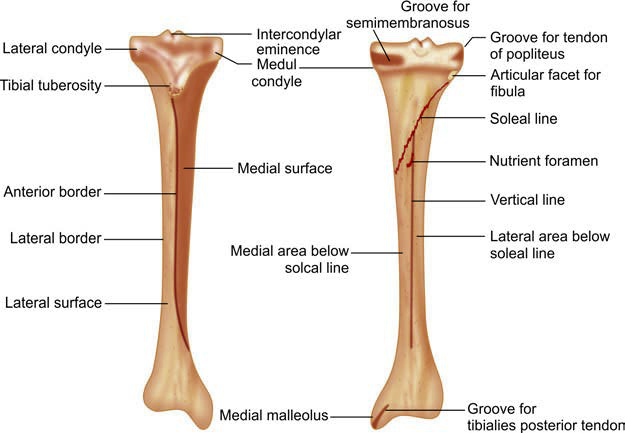 Lateral condyle
Tibial tuberosity
Anterior border
Lateral border
Lateral surface
Intercondylar
eminence
Medul
condyle
Medial surface
Groove for
semimembranosus
Groove for tendon
of popliteus
Articular facet for
fibula
Soleal line
Nutrient foramen
Vertical line
Lateral area below
soleal line
Medial area below
solcal line
Medial malleolus
Groove for
tibialies posterior tendon